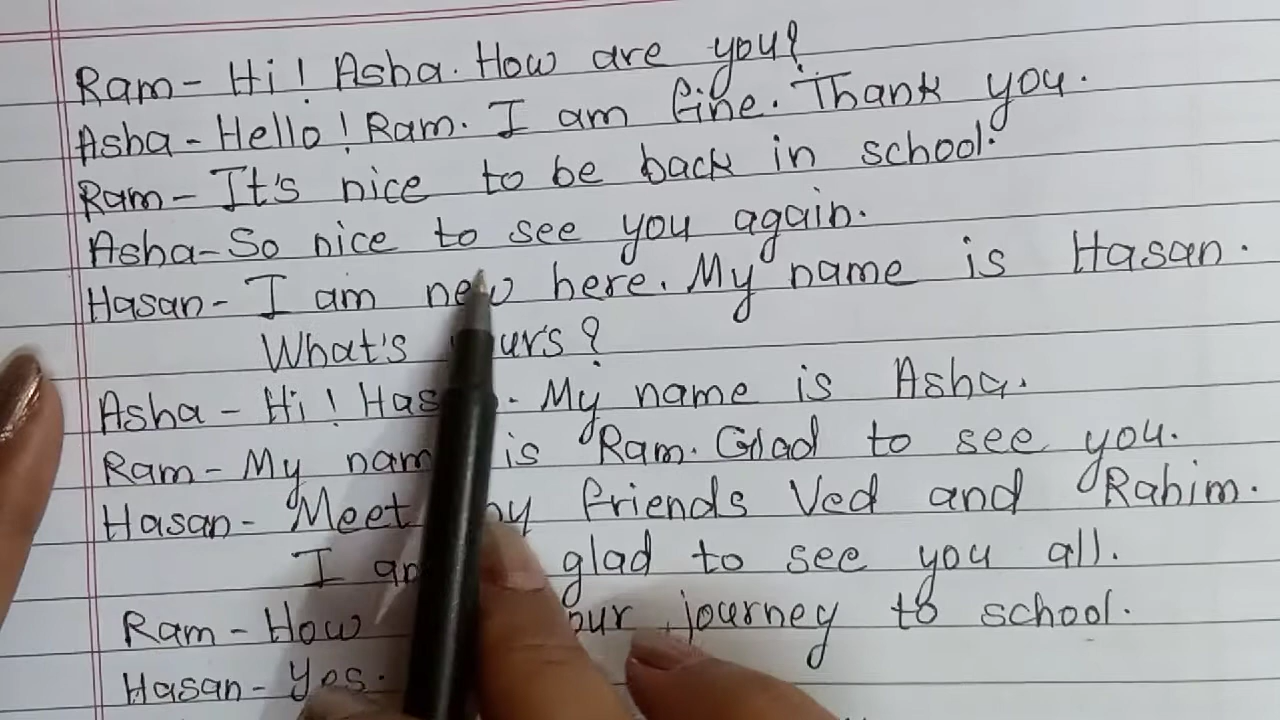 Ram- Hi! Asha. How are you?
Asha- Hello! Ram. I am fine. Thank you.
Ram- It's nice to be back in school.
Asha- So nice to see you again.
Hasan- I am new here. My name is Hasan.
What's
Asha - Hi! . My name is Asha.
Ram- My is Ram. Glad to see you.
Hasan- Meet friends Ved and Rahim.
I glad to see you all.
Ram- How journey to school.
Hasan- Yes.